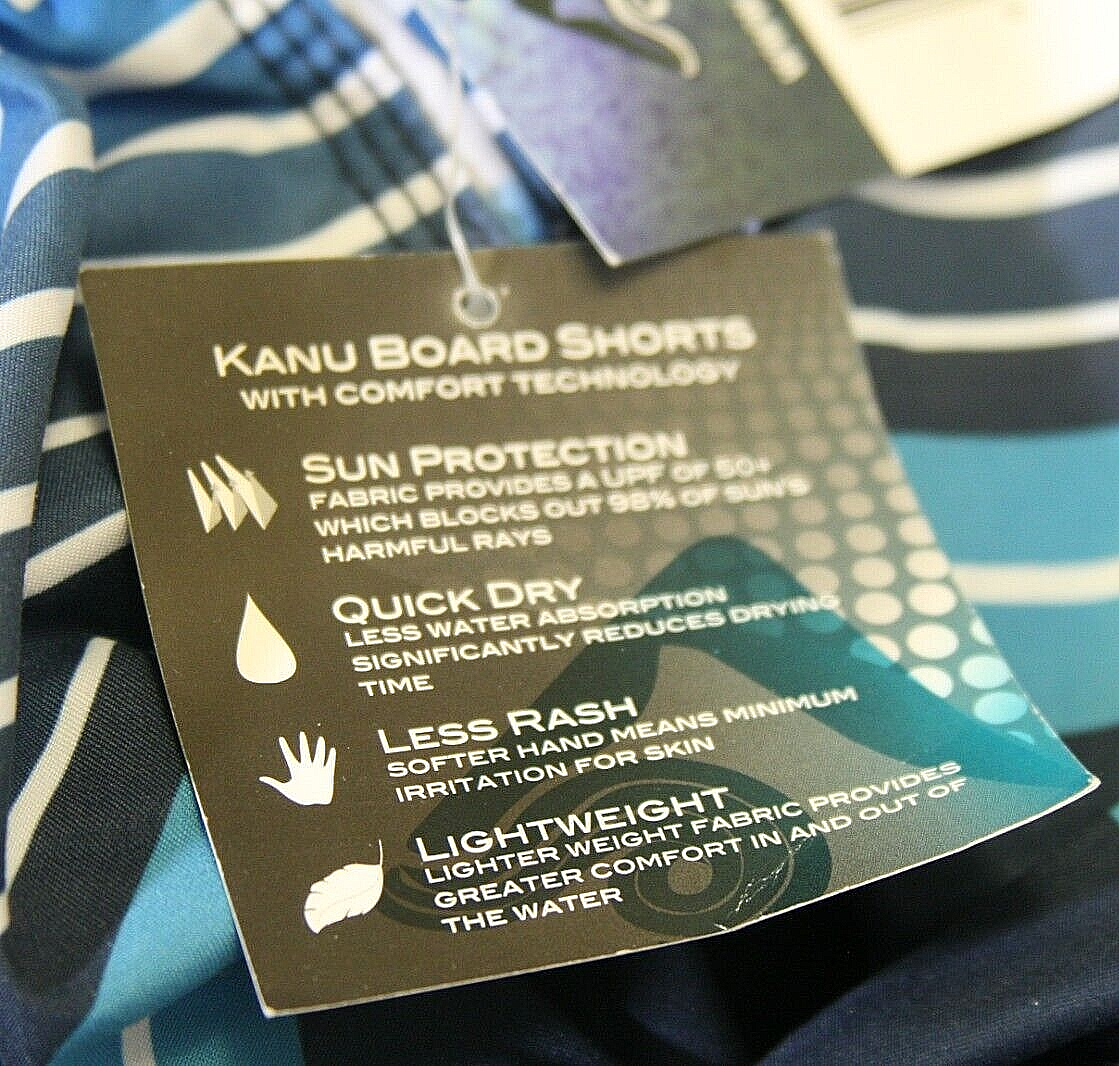 KANU BOARD SHORTS
WITH COMFORT TECHNOLOGY
SUN PROTECTION
FABRIC PROVIDES A UPF OF 50+
WHICH BLOCKS OUT 98% OF SUN'S
HARMFUL RAYS
QUICK DRY
LESS WATER ABSORPTION
SIGNIFICANTLY REDUCES DRYING
TIME
LESS RASH
SOFTER HAND MEANS MINIMUM
IRRITATION FOR SKIN
LIGHTWEIGHT
LIGHTER WEIGHT FABRIC PROVIDES
GREATER COMFORT IN AND OUT OF
THE WATER